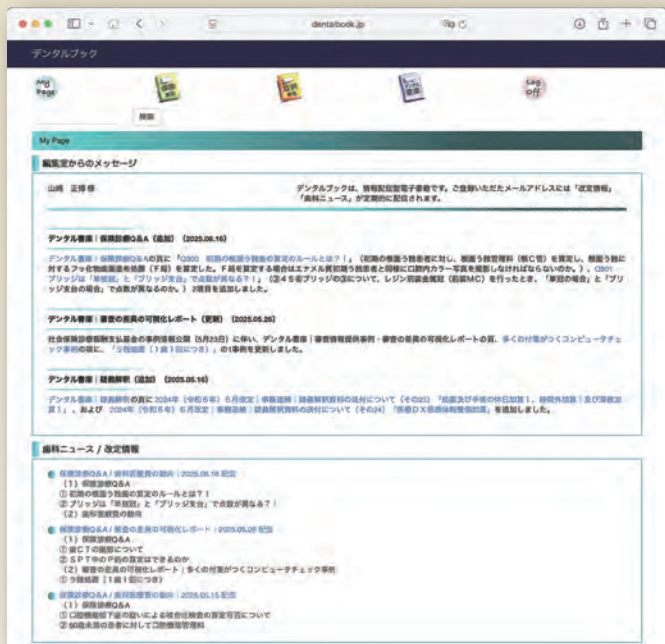 dentalbook.jp
デンタルブック
My Page
保険
Log off
検索
My Page
編集室からのメッセージ
山崎 正博 様
デンタルブックは、情報配信型電子書籍です。ご登録いただいたメールアドレスには「改定情報」
「歯科ニュース」が定期的に配信されます。
デンタル書庫｜保険診療Q&A（追加）（2025.06.16）
デンタル書庫｜保険診療Q&Aの頁に「Q300 初期の根面う蝕の算定のルールとは？！」（初期の根面う蝕患者に対し、根面う蝕管理料（根C管）を算定し、根面う蝕に
対するフッ化物歯面塗布処置（F局）を算定した。F局を算定する場合はエナメル質初期う蝕患者と同様に口腔内カラー写真を撮影しなければならないのか。）、Q301
ブリッジは「単独冠」と「ブリッジ支台」で点数が異なる？！」（③4 5⑥ブリッジの③について、レジン前装金属冠（前装MC）を行ったとき、「単冠の場合」と「ブリ
ッジ支台の場合」で点数が異なるのか。）2項目を追加しました。
デンタル書庫｜審査の差異の可視化レポート（更新）（2025.05.26）
社会保険診療報酬支払基金の事例情報公開（5月23日）に伴い、デンタル書庫｜審査情報提供事例・審査の差異の可視化レポートの頁、多くの付箋がつくコンピュータチェ
ック事例の頁に、「う蝕処置［1歯1回につき］」の1事例を更新しました。
デンタル書庫｜疑義解釈（追加）（2025.05.16）
デンタル書庫｜疑義解釈の頁に 2024年（令和6年）6月改定｜事務連絡｜疑義解釈資料の送付について（その23）「処置及び手術の休日加算1、時間外加算1及び深夜加
算1」、および 2024年（令和6年）6月改定｜事務連絡｜疑義解釈資料の送付について（その24）「医療DX推進体制整備加算」を追加しました。
歯科ニュース / 改定情報
保険診療Q&A / 歯科医療費の動向｜2025.06.16 配信
（1）保険診療Q&A
① 初期の根面う蝕の算定のルールとは？！
② ブリッジは「単独冠」と「ブリッジ支台」で点数が異なる？！
（2）歯科医療費の動向
保険診療Q&A / 審査の差異の可視化レポート｜2025.05.26 配信
（1）保険診療Q&A
① 歯CTの撮影について
② SPT中のP処の算定はできるのか
（2）審査の差異の可視化レポート｜多くの付箋がつくコンピュータチェック事例
① う蝕処置［1歯1回につき］
保険診療Q&A / 歯科医療費の動向｜2025.05.15 配信
（1）保険診療Q&A
① 口腔機能低下症の疑いによる咬合圧検査の算定可否について
② 50歳未満の患者に対して口腔機能管理料